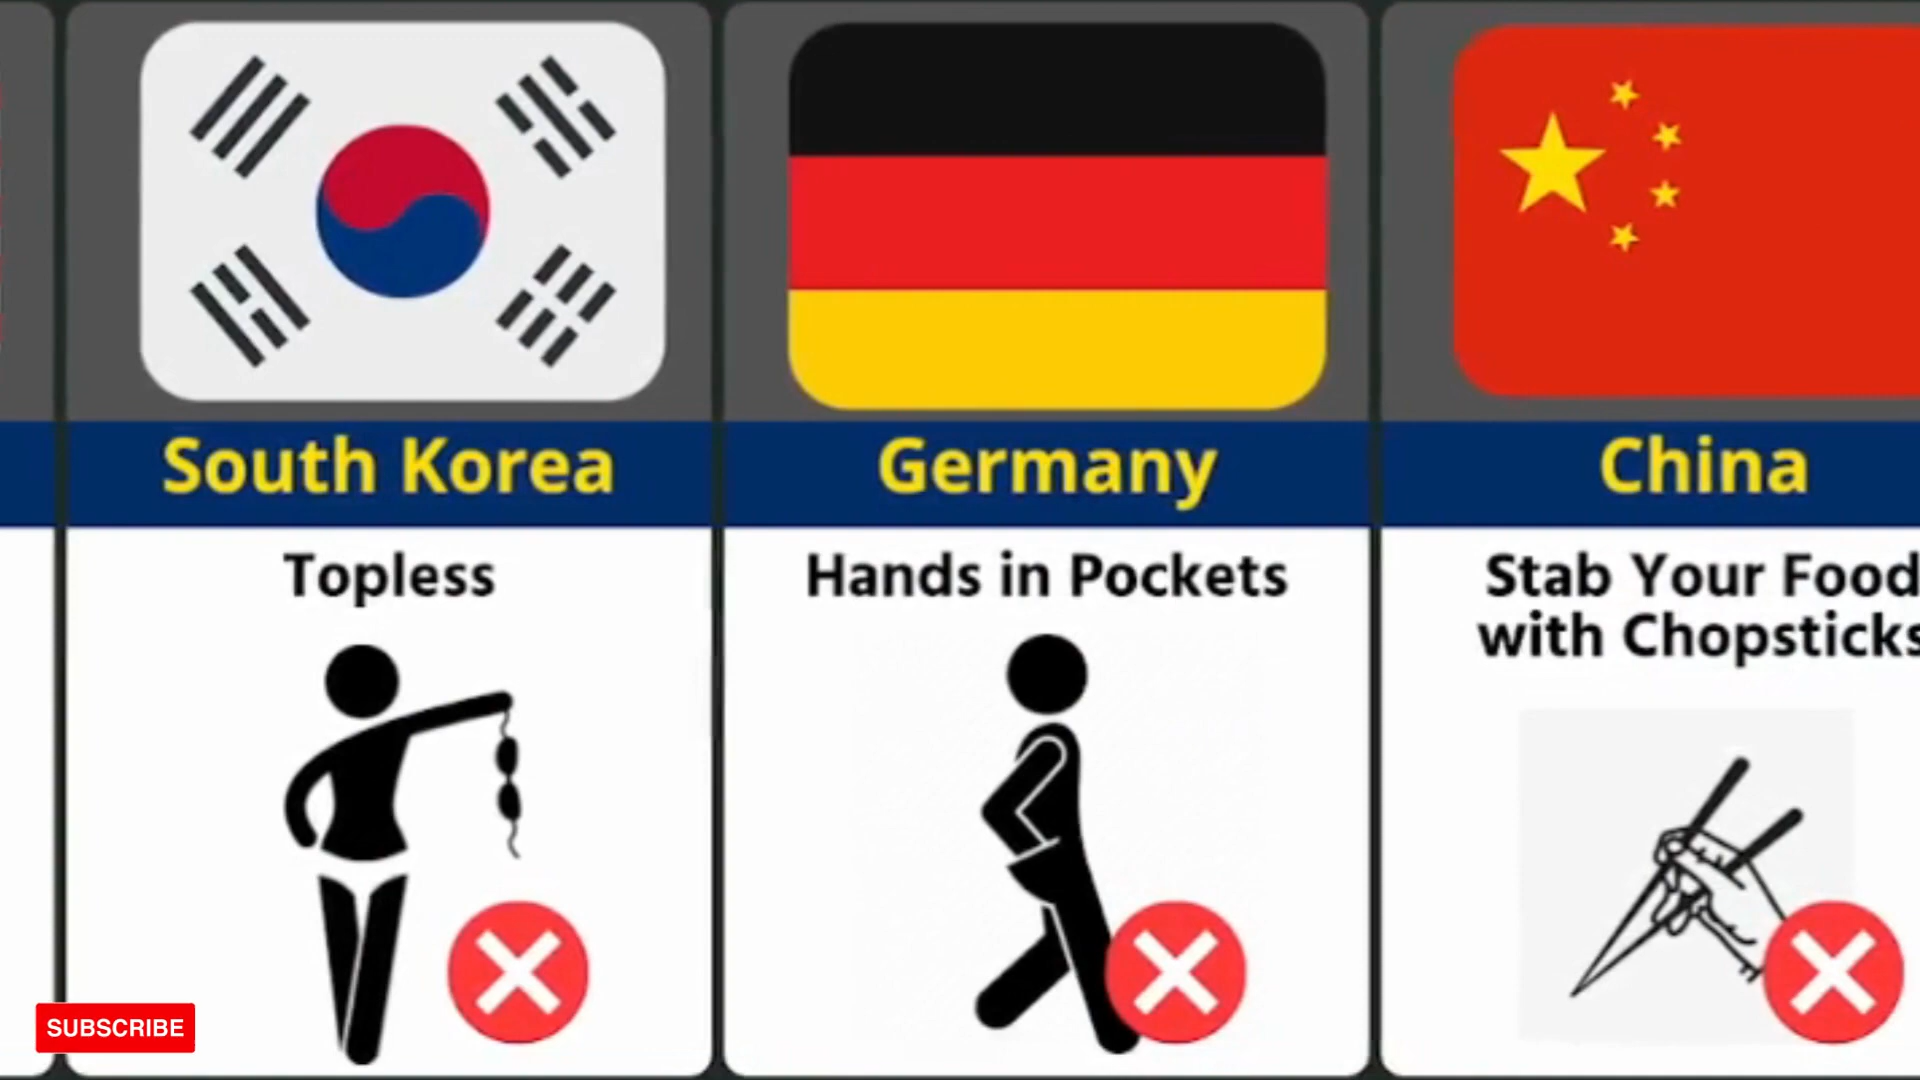 South Korea
Germany
China
Topless
Hands in Pockets
Stab Your Food
with Chopsticks
SUBSCRIBE